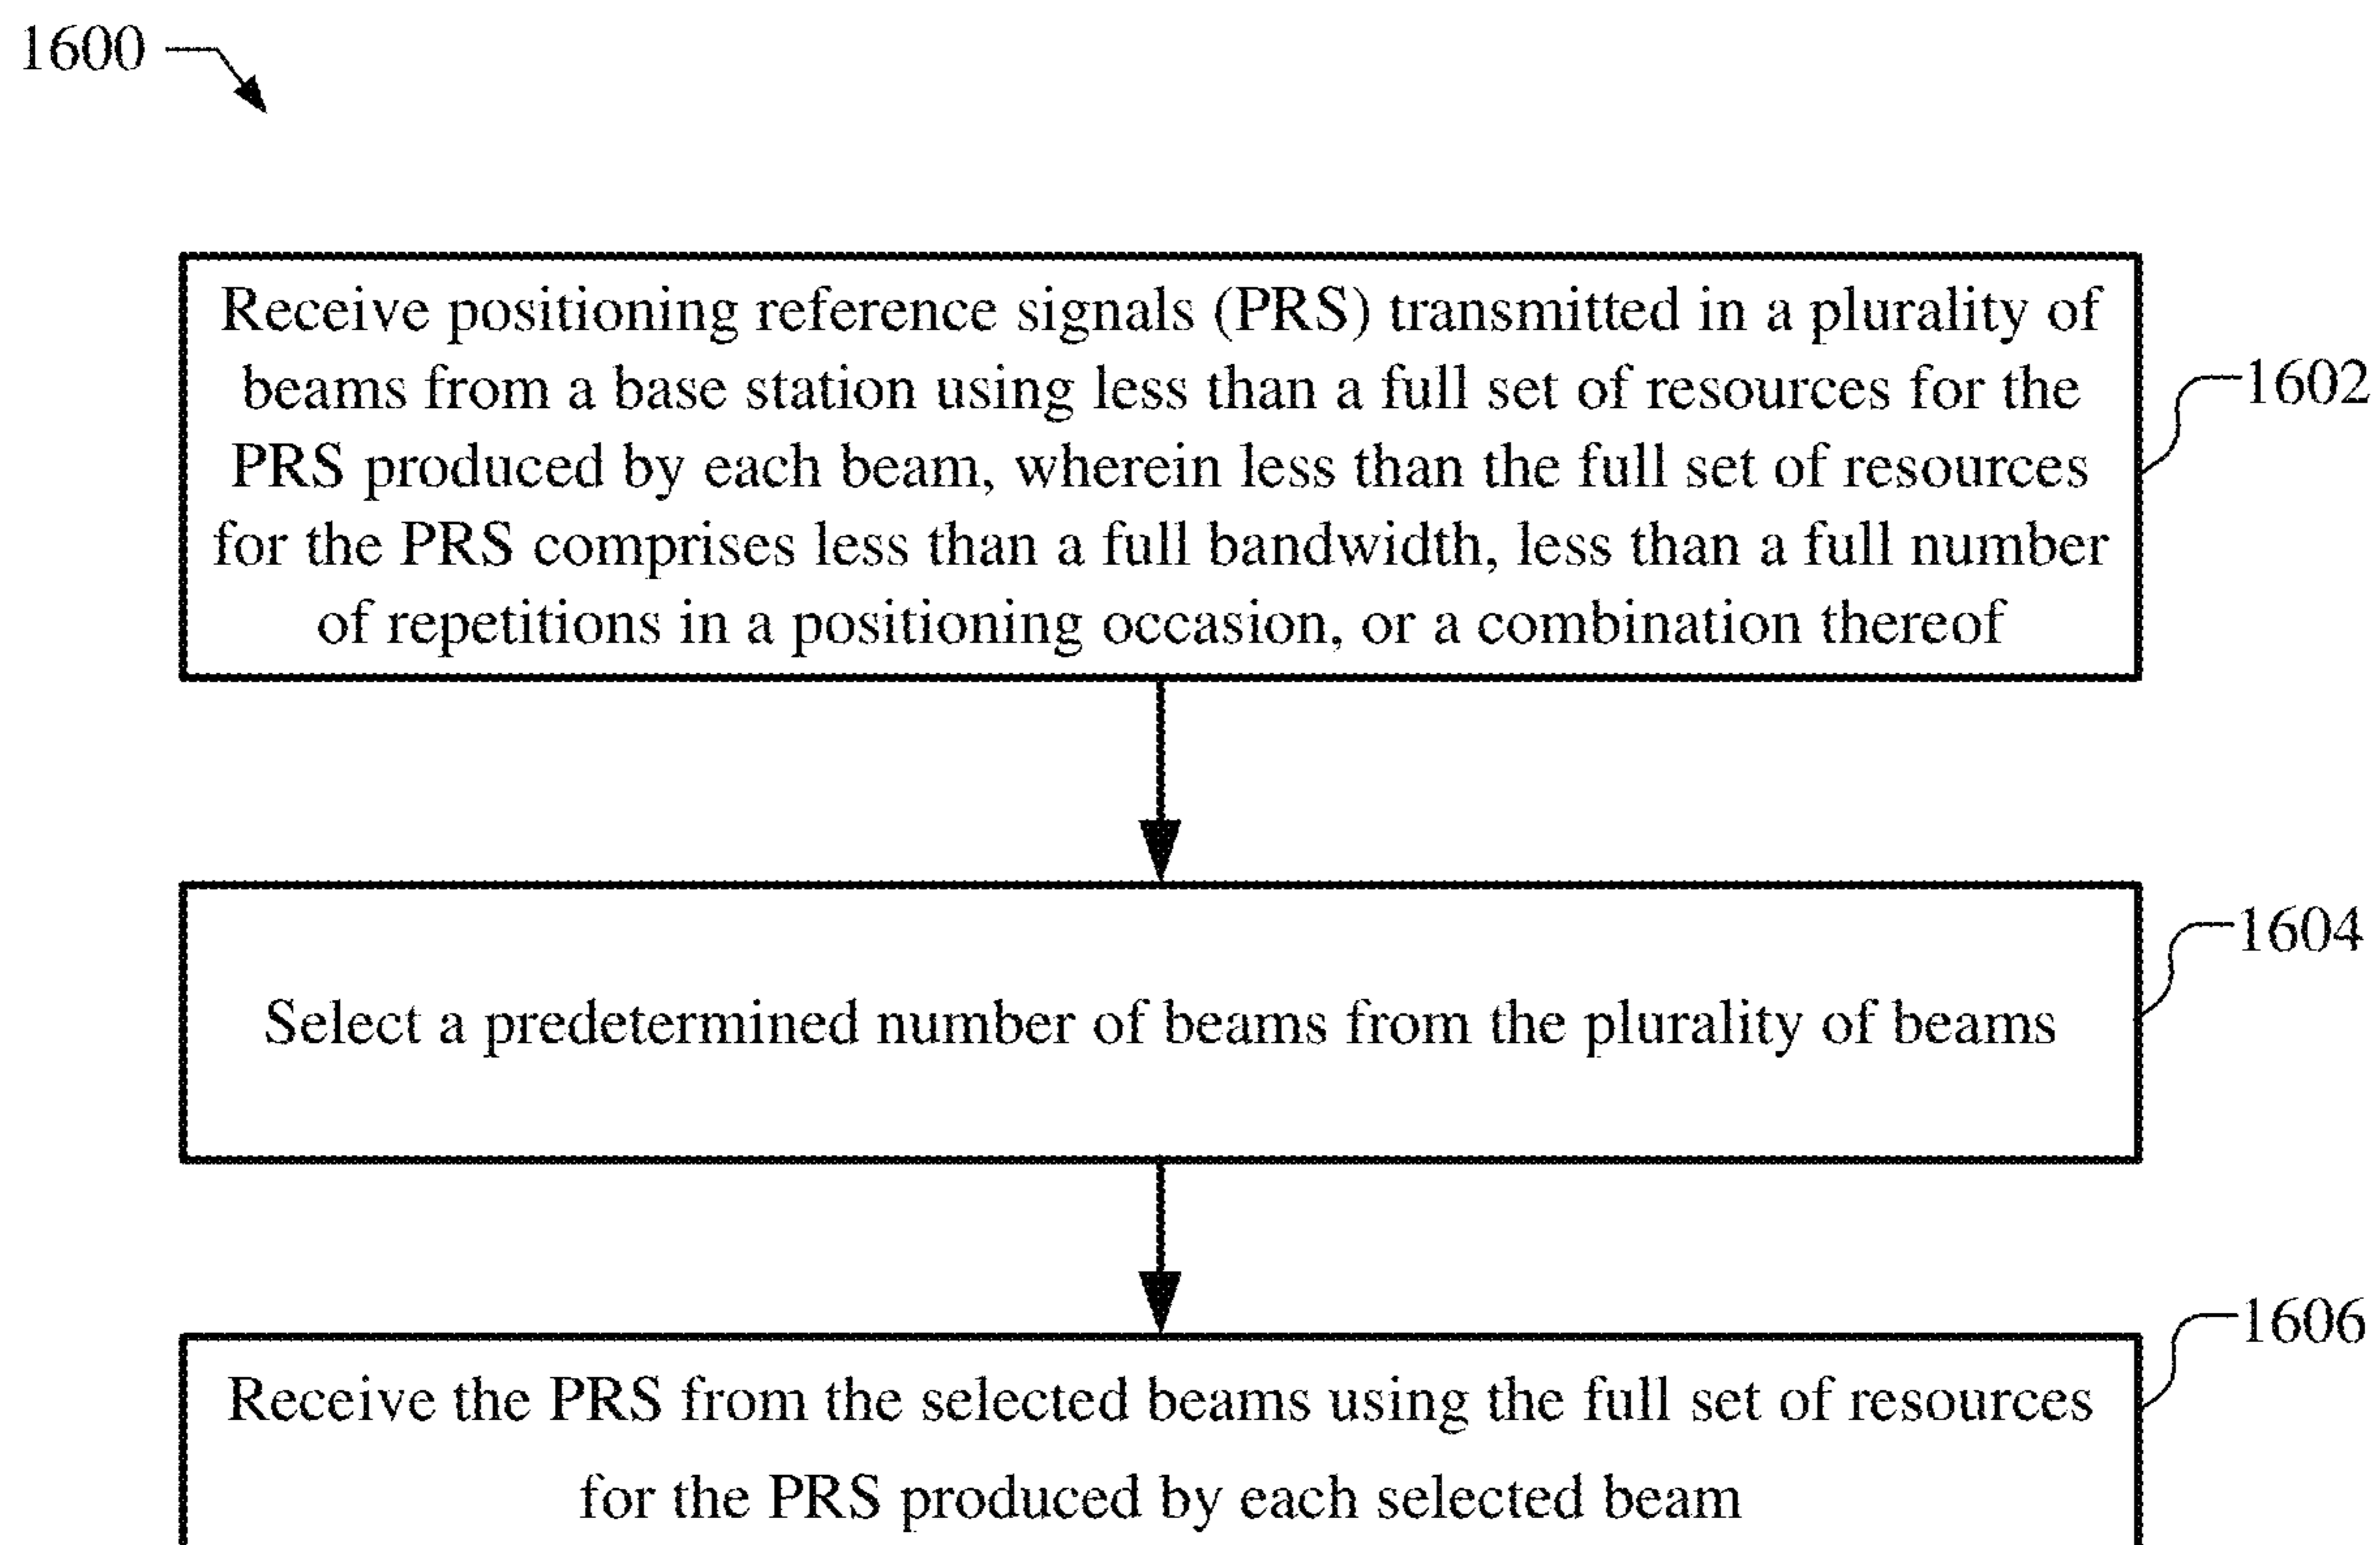 1600
Receive positioning reference signals (PRS) transmitted in a plurality of
beams from a base station using less than a full set of resources for the
PRS produced by each beam, wherein less than the full set of resources
for the PRS comprises less than a full bandwidth, less than a full number
of repetitions in a positioning occasion, or a combination thereof
1602
Select a predetermined number of beams from the plurality of beams
1604
Receive the PRS from the selected beams using the full set of resources
for the PRS produced by each selected beam
1606